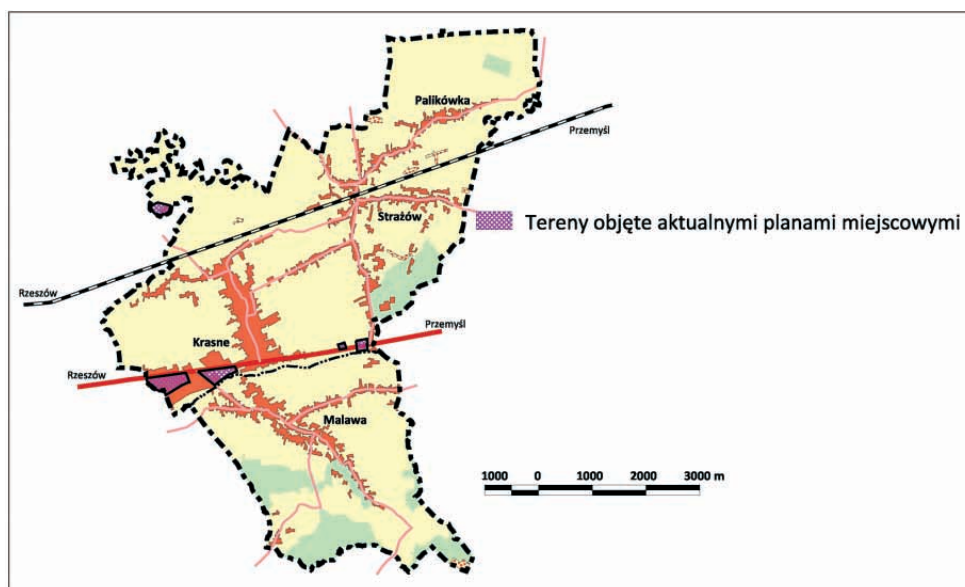 Palikówka
Przemyśl
Strażów
Tereny objęte aktualnymi planami miejscowymi
Rzeszów
Przemyśl
Krasne
Rzeszów
Malawa
1000 0 1000 2000 3000 m